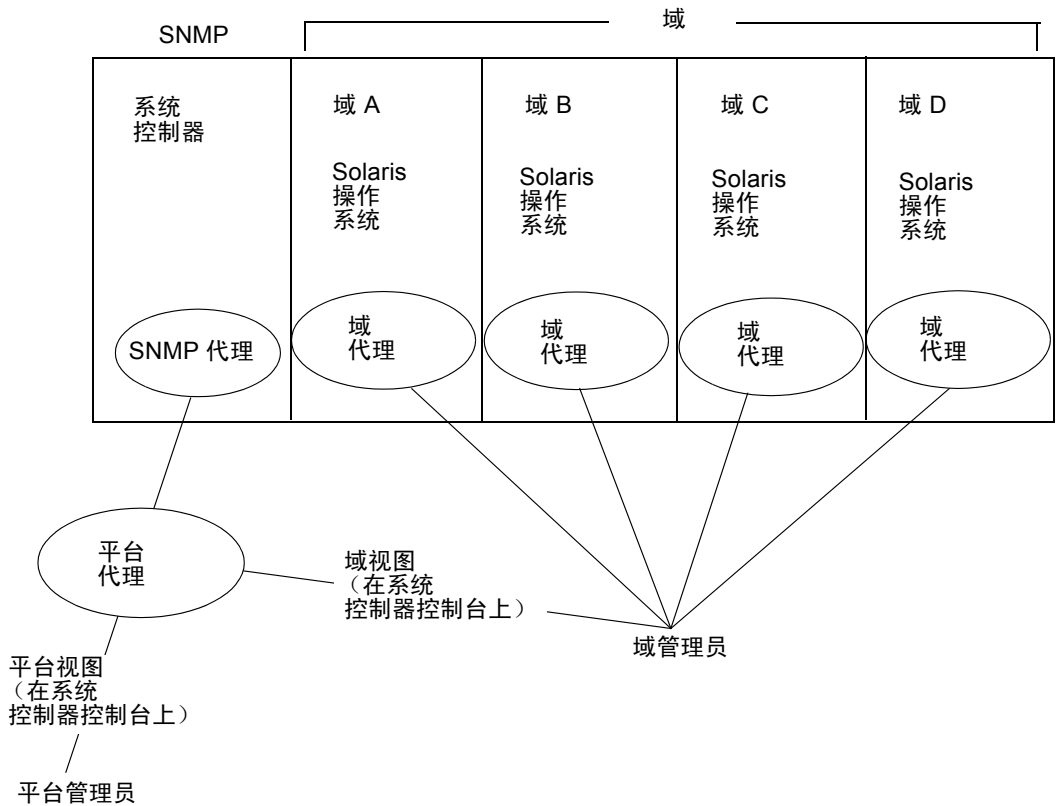 域
SNMP
系统
控制器
域 A
域 B
域 C
域 D
Solaris
操作
系统
Solaris
操作
系统
Solaris
操作
系统
Solaris
操作
系统
SNMP 代理
域
代理
域
代理
域
代理
域
代理
平台
代理
域视图
（在系统
控制器控制台上）
域管理员
平台视图
（在系统
控制器控制台上）
平台管理员